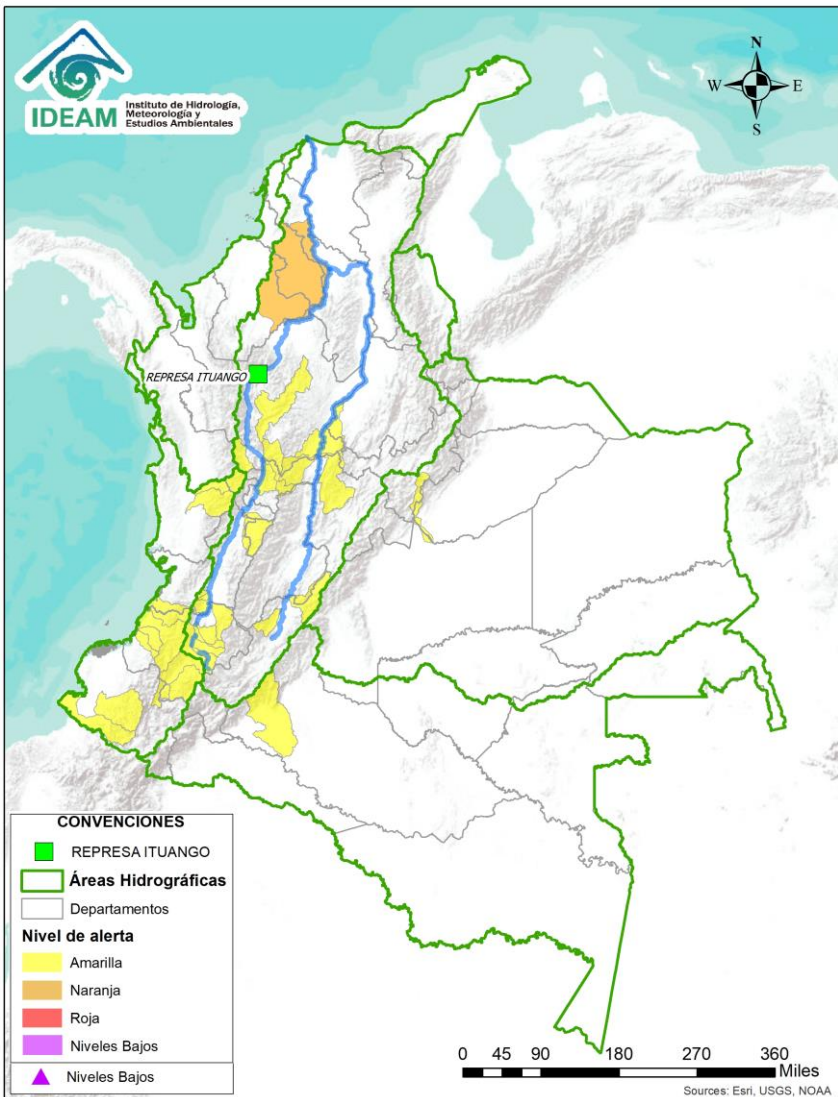 IDEAM
Instituto de Hidrología,
Meteorología y
Estudios Ambientales
N
W
E
S
REPRESA ITUANGO
CONVENCIONES
REPRESA ITUANGO
Áreas Hidrográficas
Departamentos
Nivel de alerta
Amarilla
Naranja
Roja
Niveles Bajos
Niveles Bajos
0 45 90 180 270 360
Miles
Sources: Esri, USGS, NOAA